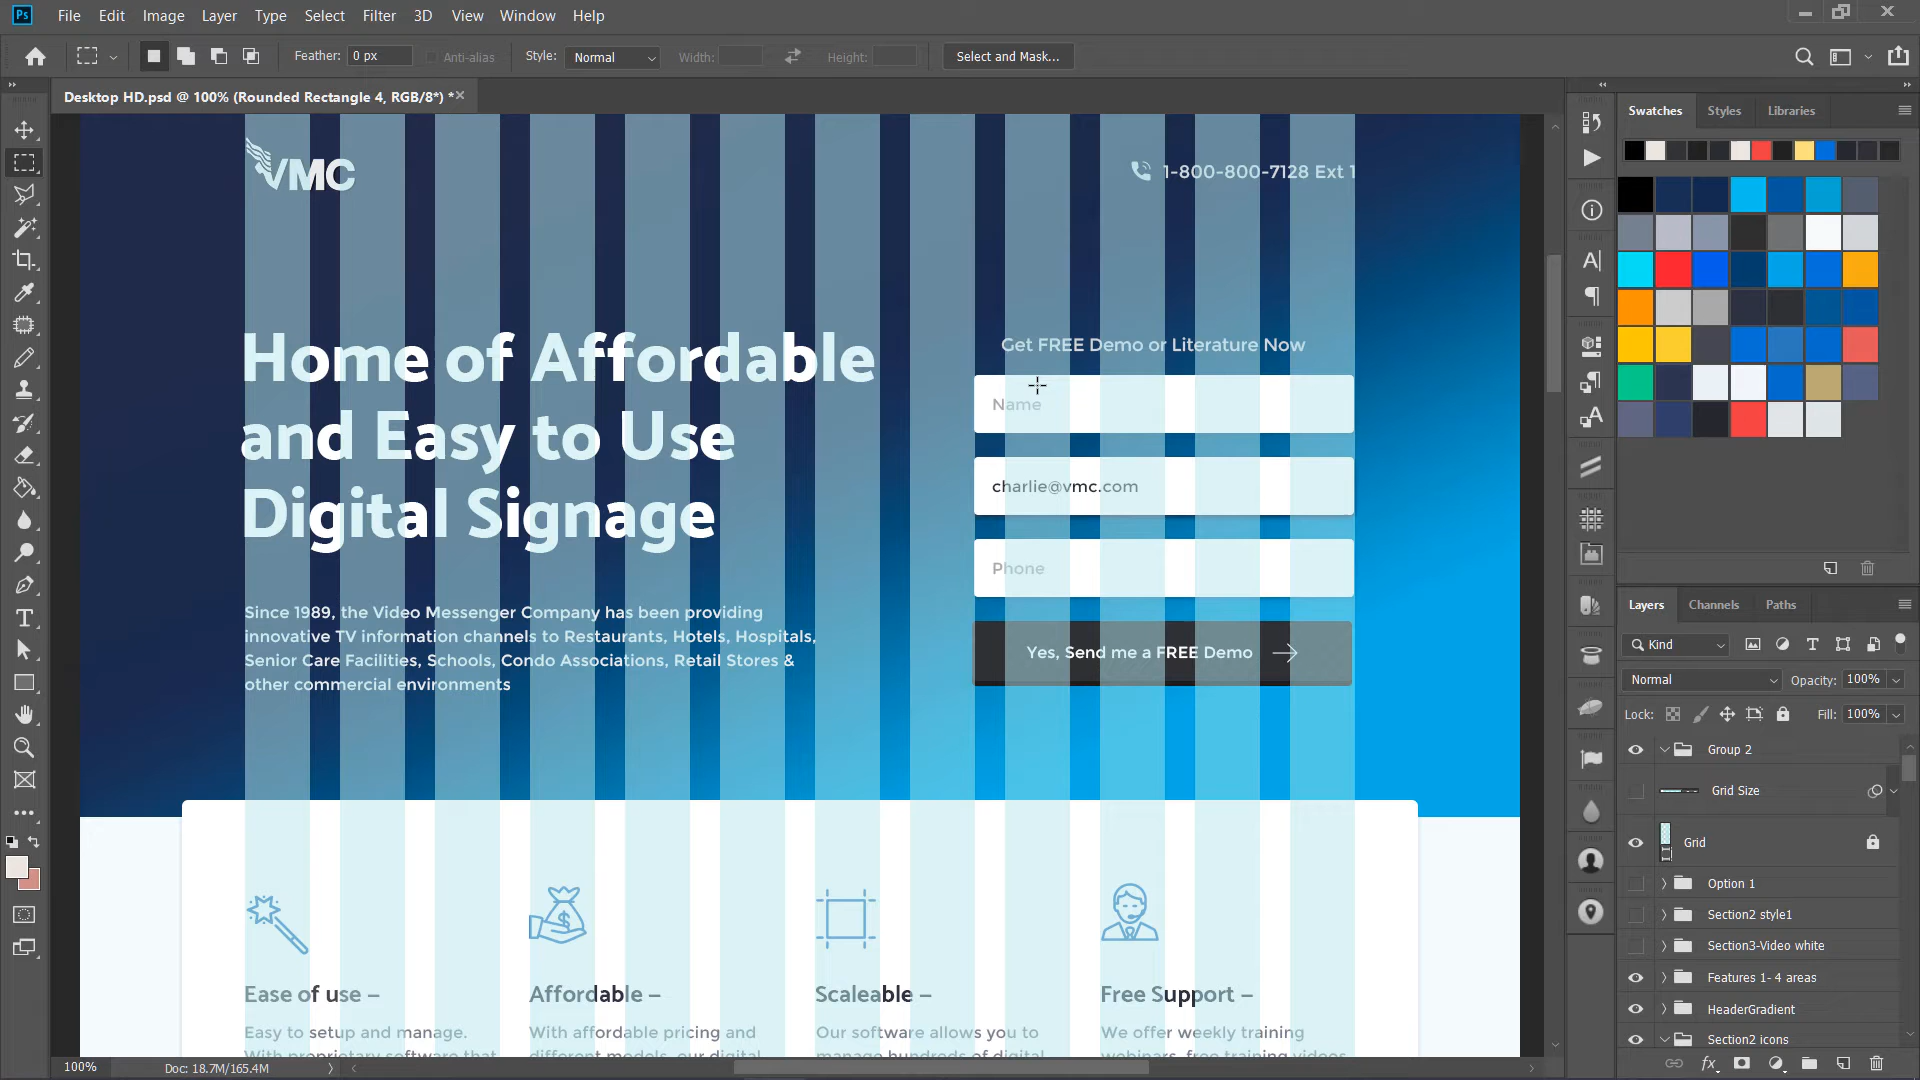 Ps File Edit Image Layer Type Select Filter 3D View Window Help
Feather: 0 px Anti-alias Style: Normal Width: Height: Select and Mask...
Desktop HD.psd @ 100% (Rounded Rectangle 4, RGB/8*) *
VMC
1-800-800-7128 Ext 1
Home of Affordable
and Easy to Use
Digital Signage
Since 1989, the Video Messenger Company has been providing
innovative TV information channels to Restaurants, Hotels, Hospitals,
Senior Care Facilities, Schools, Condo Associations, Retail Stores &
other commercial environments
Get FREE Demo or Literature Now
Name
charlie@vmc.com
Phone
Yes, Send me a FREE Demo
Ease of use –
Easy to setup and manage.
With proprietary software that
Affordable –
With affordable pricing and
different models, our digital
Scaleable –
Our software allows you to
manage hundreds of digital
Free Support –
We offer weekly training
webinars, free training videos
100% Doc: 18.7M/165.4M
Swatches Styles Libraries
Layers Channels Paths
Kind
Normal Opacity: 100%
Lock: Fill: 100%
Group 2
Grid Size
Grid
Option 1
Section2 style1
Section3-Video white
Features 1- 4 areas
HeaderGradient
Section2 icons
fx